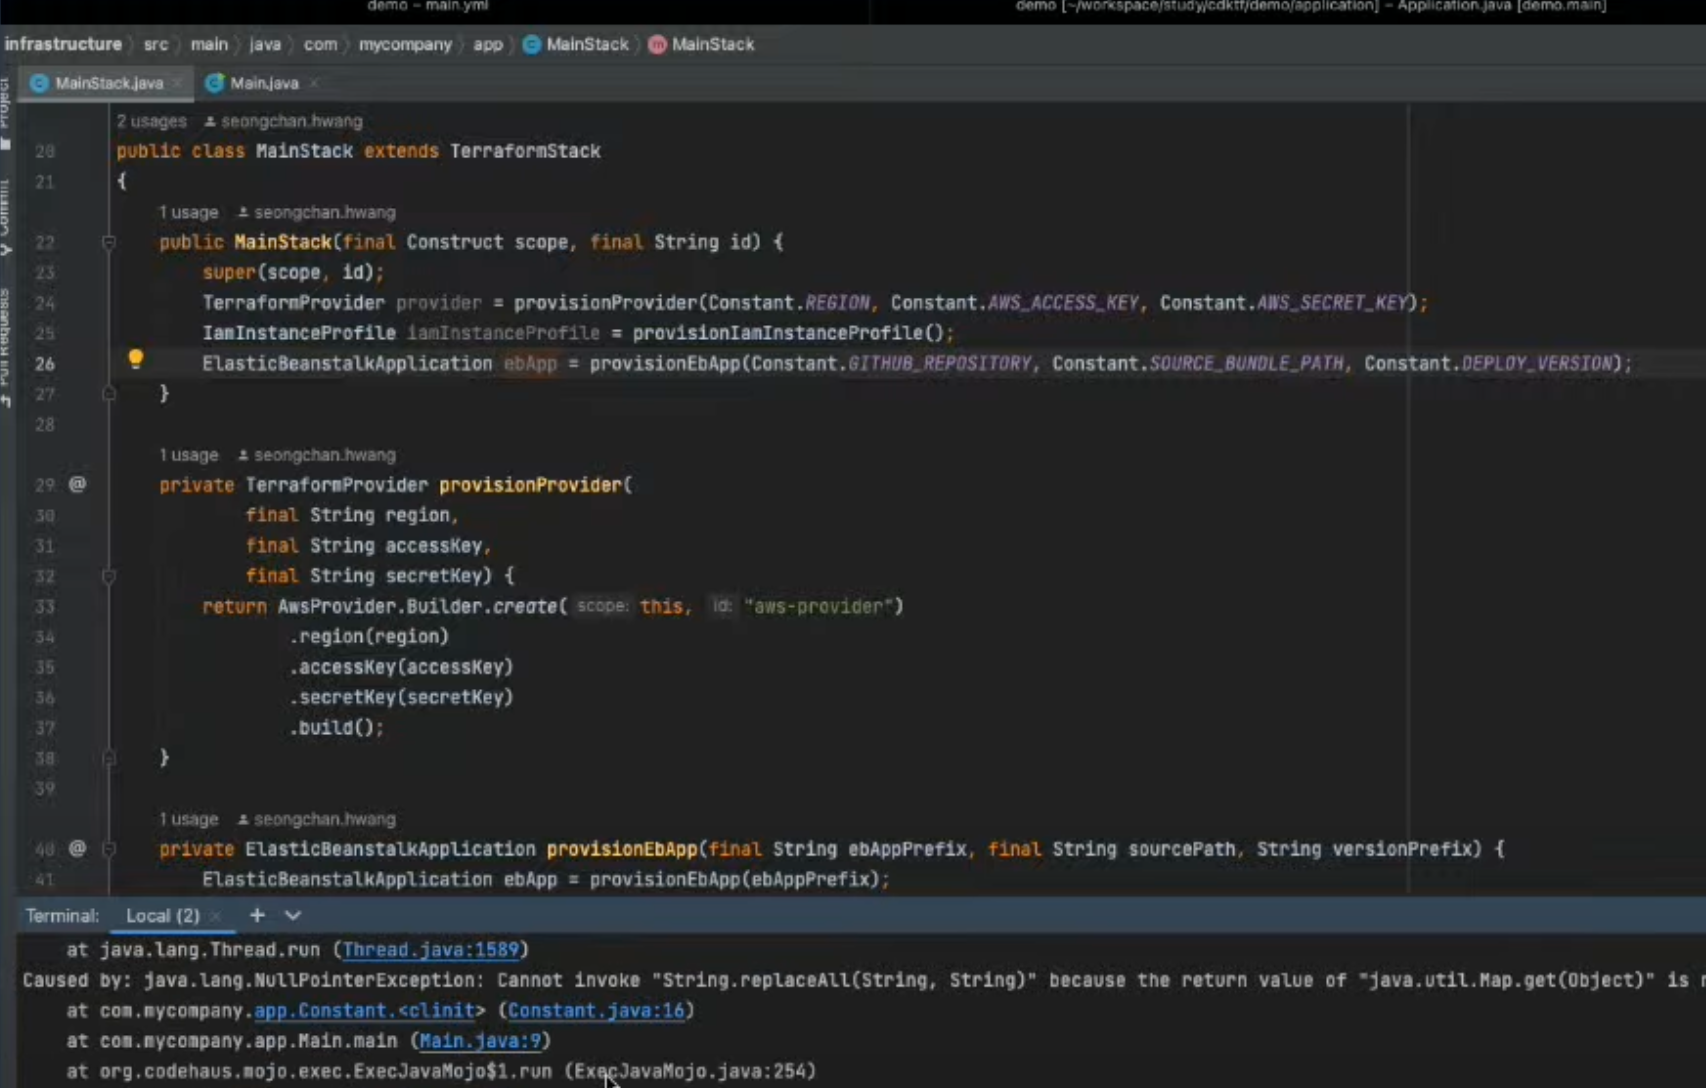 demo – main.yml
demo [~/workspace/study/cdktf/demo/application] – Application.java [demo.main]
infrastructure src main java com mycompany app MainStack MainStack
MainStack.java Main.java
Project
Commit
Pull Requests
2 usages seongchan.hwang
20 public class MainStack extends TerraformStack
21 {
1 usage seongchan.hwang
22 public MainStack(final Construct scope, final String id) {
23 super(scope, id);
24 TerraformProvider provider = provisionProvider(Constant.REGION, Constant.AWS_ACCESS_KEY, Constant.AWS_SECRET_KEY);
25 IamInstanceProfile iamInstanceProfile = provisionIamInstanceProfile();
26 ElasticBeanstalkApplication ebApp = provisionEbApp(Constant.GITHUB_REPOSITORY, Constant.SOURCE_BUNDLE_PATH, Constant.DEPLOY_VERSION);
27 }
28
1 usage seongchan.hwang
29 @ private TerraformProvider provisionProvider(
30 final String region,
31 final String accessKey,
32 final String secretKey) {
33 return AwsProvider.Builder.create( scope: this, id: "aws-provider")
34 .region(region)
35 .accessKey(accessKey)
36 .secretKey(secretKey)
37 .build();
38 }
39
1 usage seongchan.hwang
40 @ private ElasticBeanstalkApplication provisionEbApp(final String ebAppPrefix, final String sourcePath, String versionPrefix) {
41 ElasticBeanstalkApplication ebApp = provisionEbApp(ebAppPrefix);
Terminal: Local (2) +
at java.lang.Thread.run (Thread.java:1589)
Caused by: java.lang.NullPointerException: Cannot invoke "String.replaceAll(String, String)" because the return value of "java.util.Map.get(Object)" is
at com.mycompany.app.Constant.<clinit> (Constant.java:16)
at com.mycompany.app.Main.main (Main.java:9)
at org.codehaus.mojo.exec.ExecJavaMojo$1.run (ExecJavaMojo.java:254)